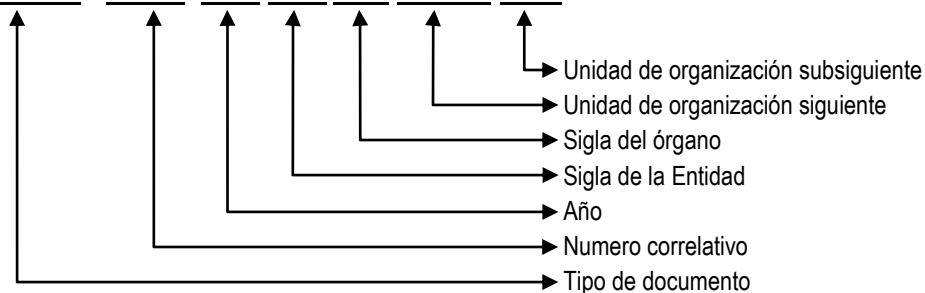 Unidad de organización subsiguiente
Unidad de organización siguiente
Sigla del órgano
Sigla de la Entidad
Año
Numero correlativo
Tipo de documento